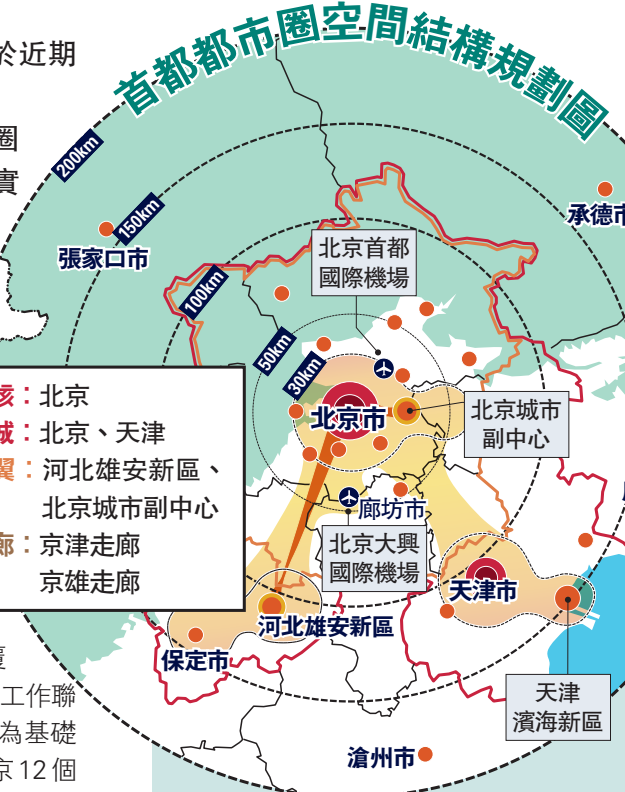 於近期
圈
實
首都都市圈空間結構規劃圖
200km
150km
100km
50km
30km
張家口市
承德市
北京首都
國際機場
核：北京
城：北京、天津
翼：河北雄安新區、
北京城市副中心
廊：京津走廊
京雄走廊
北京市
北京城市
副中心
廊坊市
北京大興
國際機場
天津市
河北雄安新區
保定市
天津
濱海新區
滄州市
工作聯
為基礎
京12個